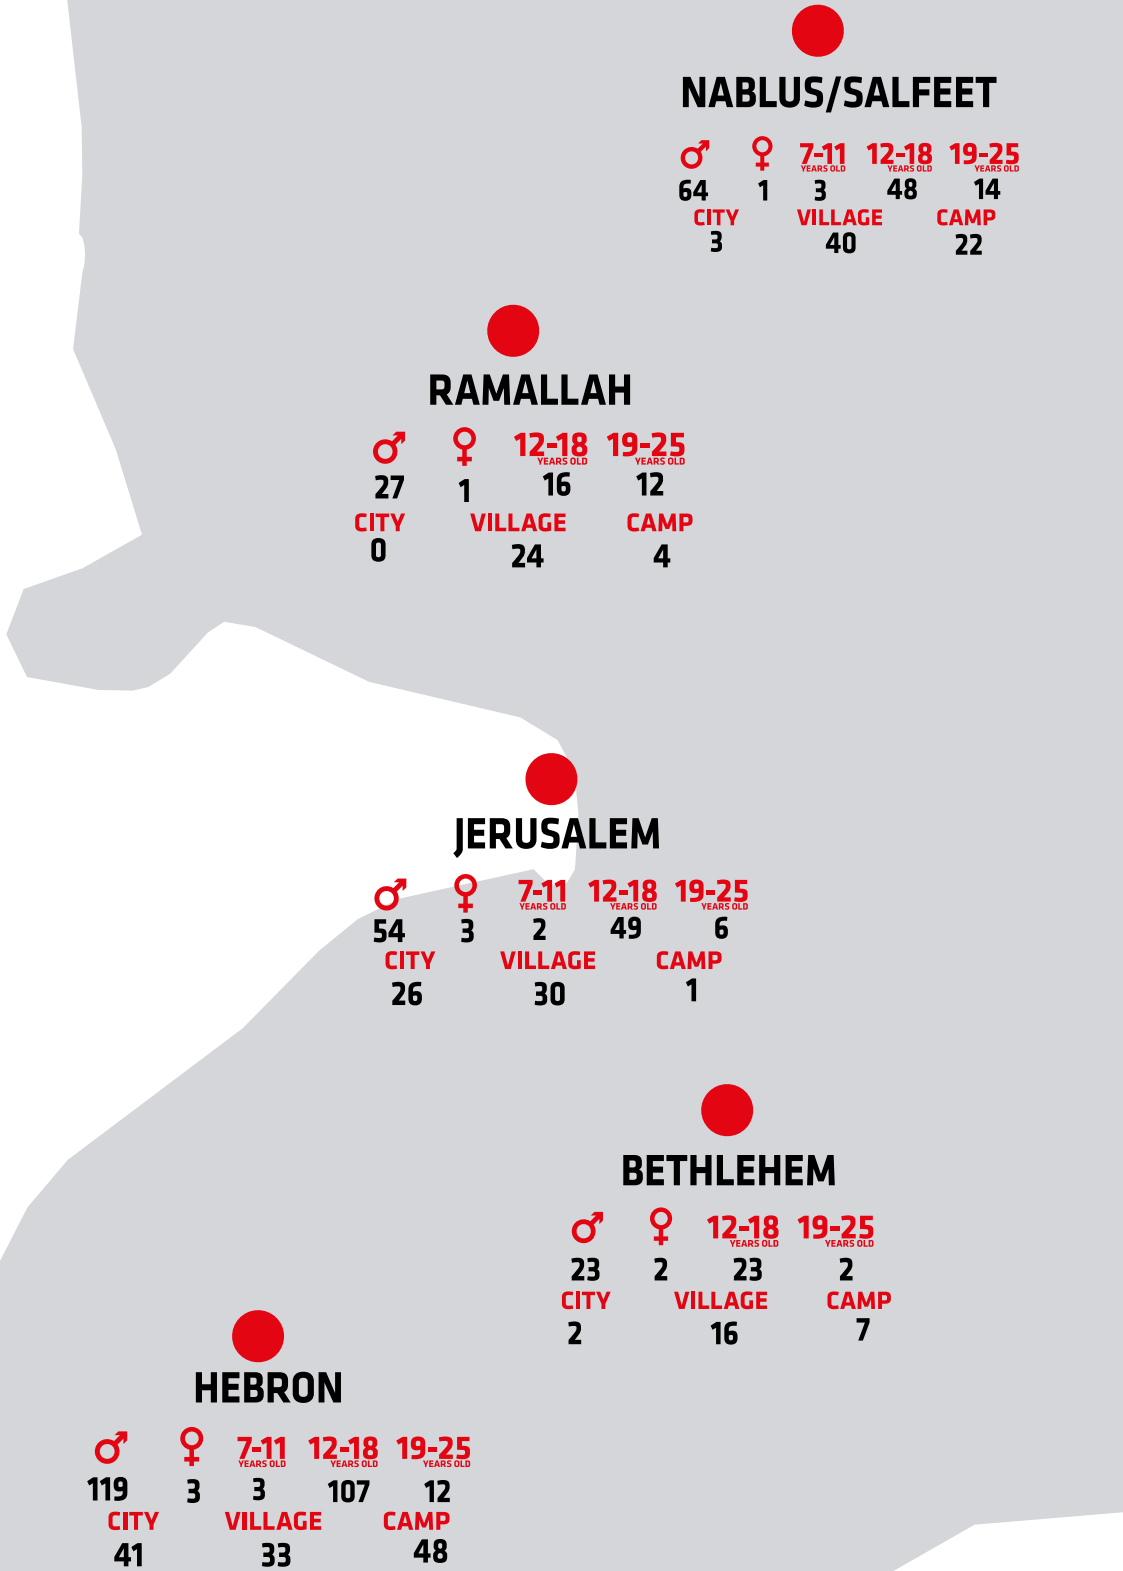 NABLUS/SALFEET
♂ ♀ 7-11 12-18 19-25
YEARS OLD YEARS OLD YEARS OLD
64 1 3 48 14
CITY VILLAGE CAMP
3 40 22
RAMALLAH
♂ ♀ 12-18 19-25
YEARS OLD YEARS OLD
27 1 16 12
CITY VILLAGE CAMP
0 24 4
JERUSALEM
♂ ♀ 7-11 12-18 19-25
YEARS OLD YEARS OLD YEARS OLD
54 3 2 49 6
CITY VILLAGE CAMP
26 30 1
BETHLEHEM
♂ ♀ 12-18 19-25
YEARS OLD YEARS OLD
23 2 23 2
CITY VILLAGE CAMP
2 16 7
HEBRON
♂ ♀ 7-11 12-18 19-25
YEARS OLD YEARS OLD YEARS OLD
119 3 3 107 12
CITY VILLAGE CAMP
41 33 48